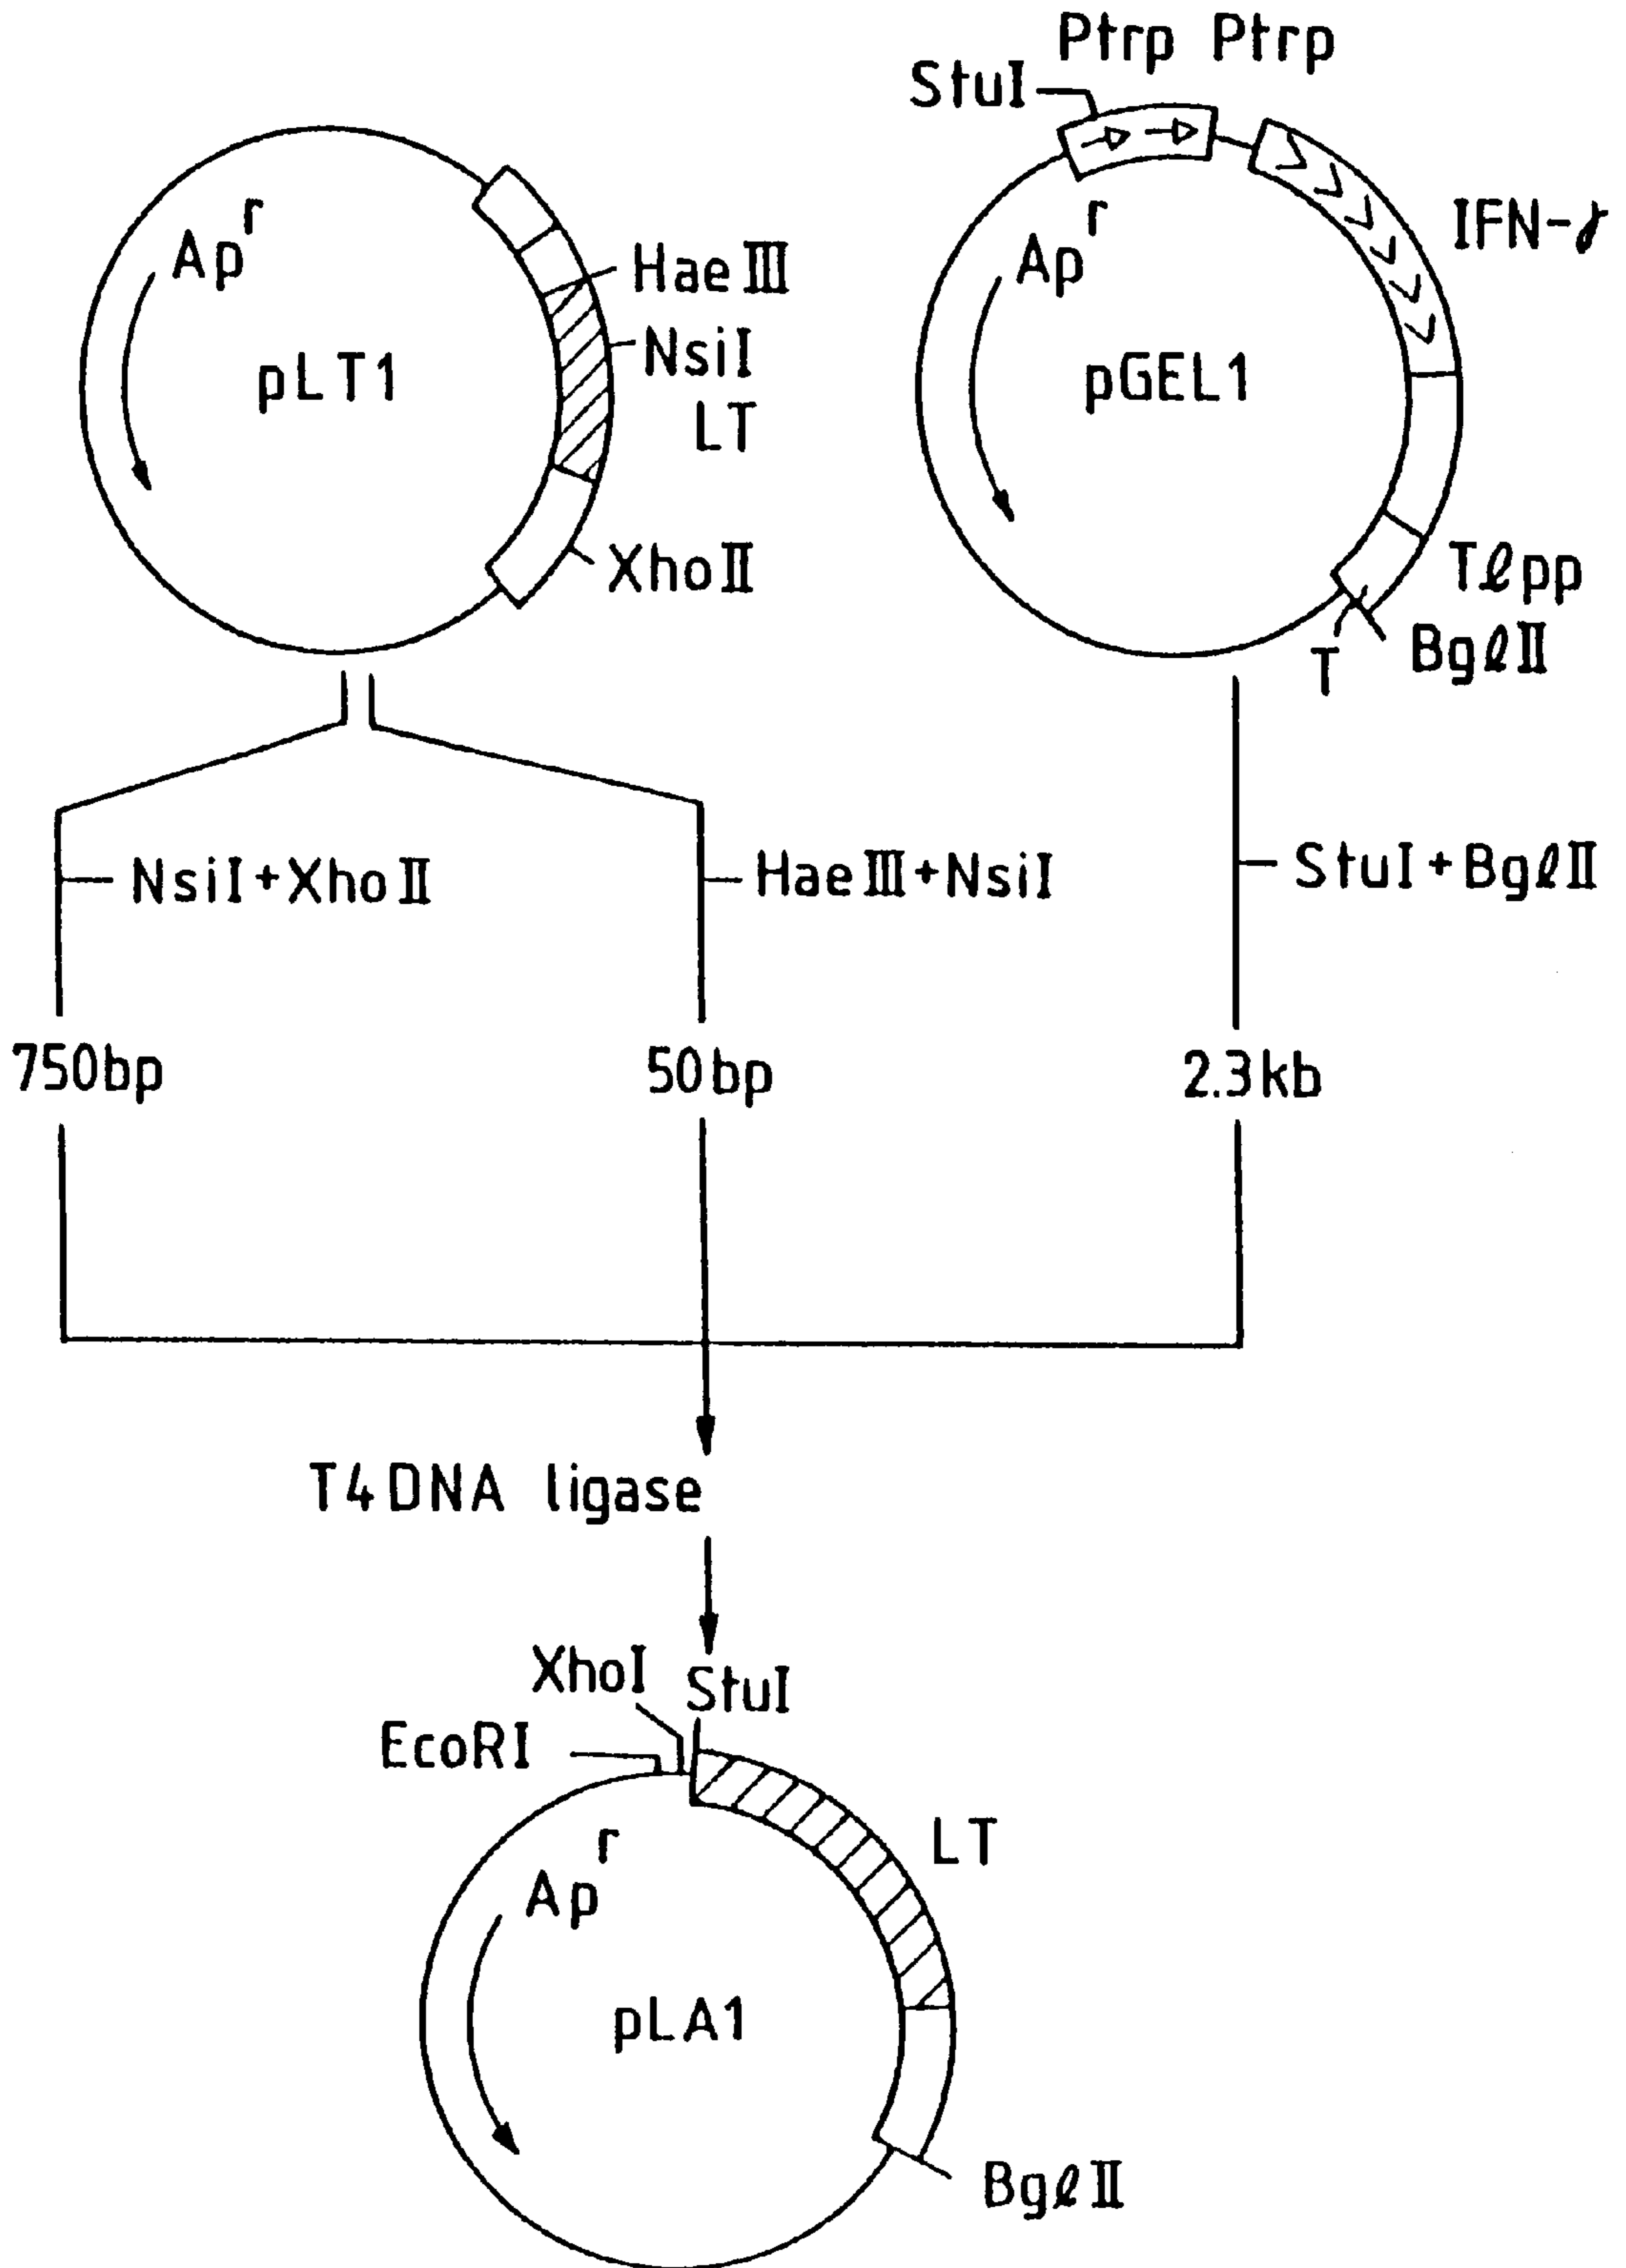 Ptrp Ptrp
StuI
Ap r
HaeIII
NsiI
LT
pLT1
XhoII
Ap r
IFN-γ
pGEL1
Tlpp
BglII
T
NsiI+XhoII
HaeIII+NsiI
StuI+BglII
750bp
50bp
2.3kb
T4DNA ligase
XhoI
StuI
EcoRI
LT
Ap r
pLA1
BglII